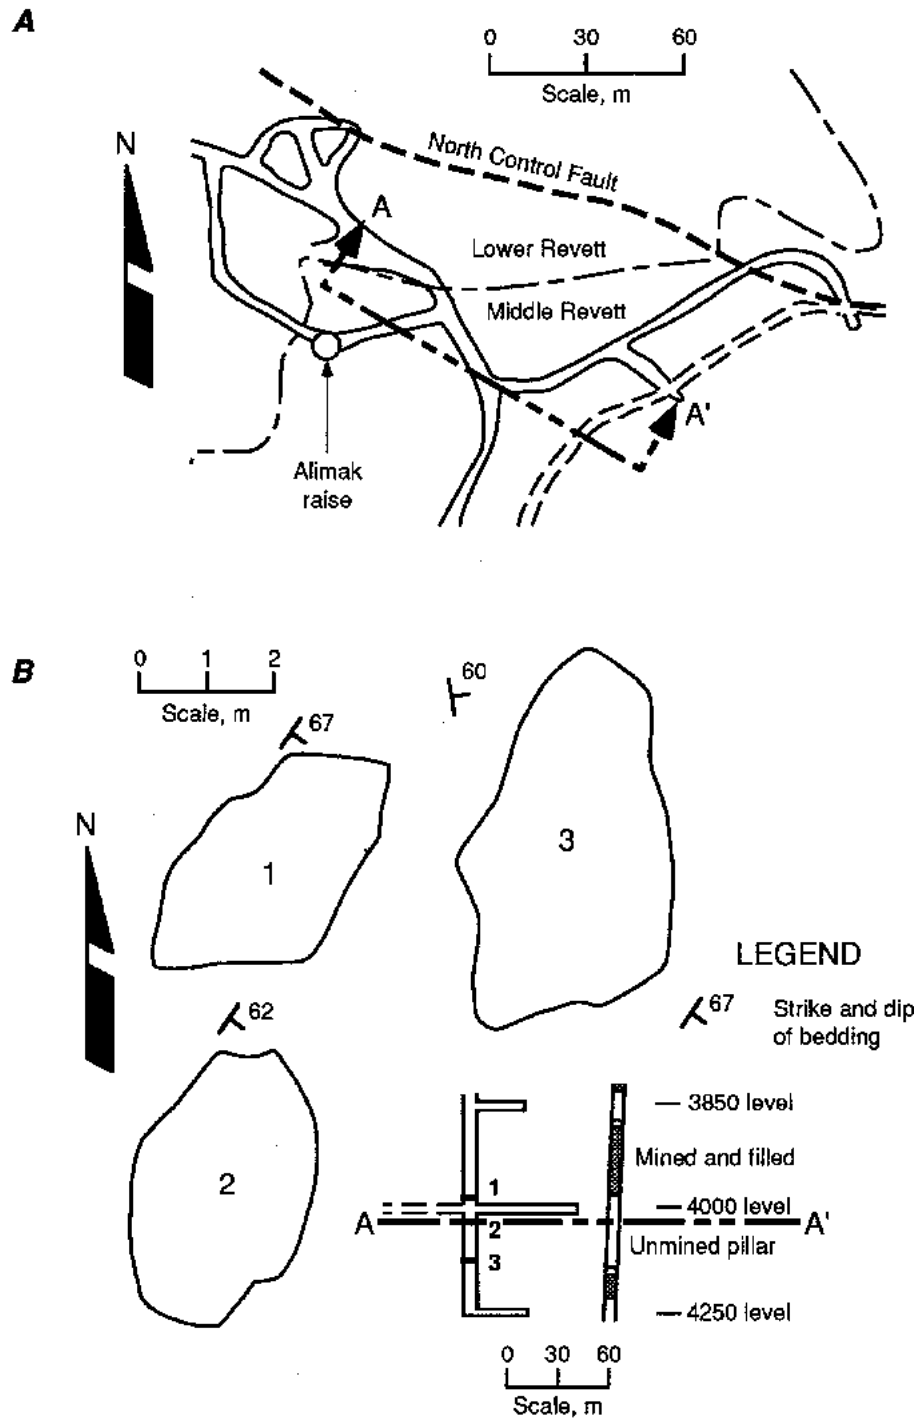 A
0 30 60
Scale, m
N
North Control Fault
A
Lower Revett
Middle Revett
A'
Alimak
raise
B
0 1 2
Scale, m
67
60
N
1
3
LEGEND
67 Strike and dip
of bedding
62
2
3850 level
Mined and filled
1
4000 level
A A'
2
Unmined pillar
3
4250 level
0 30 60
Scale, m